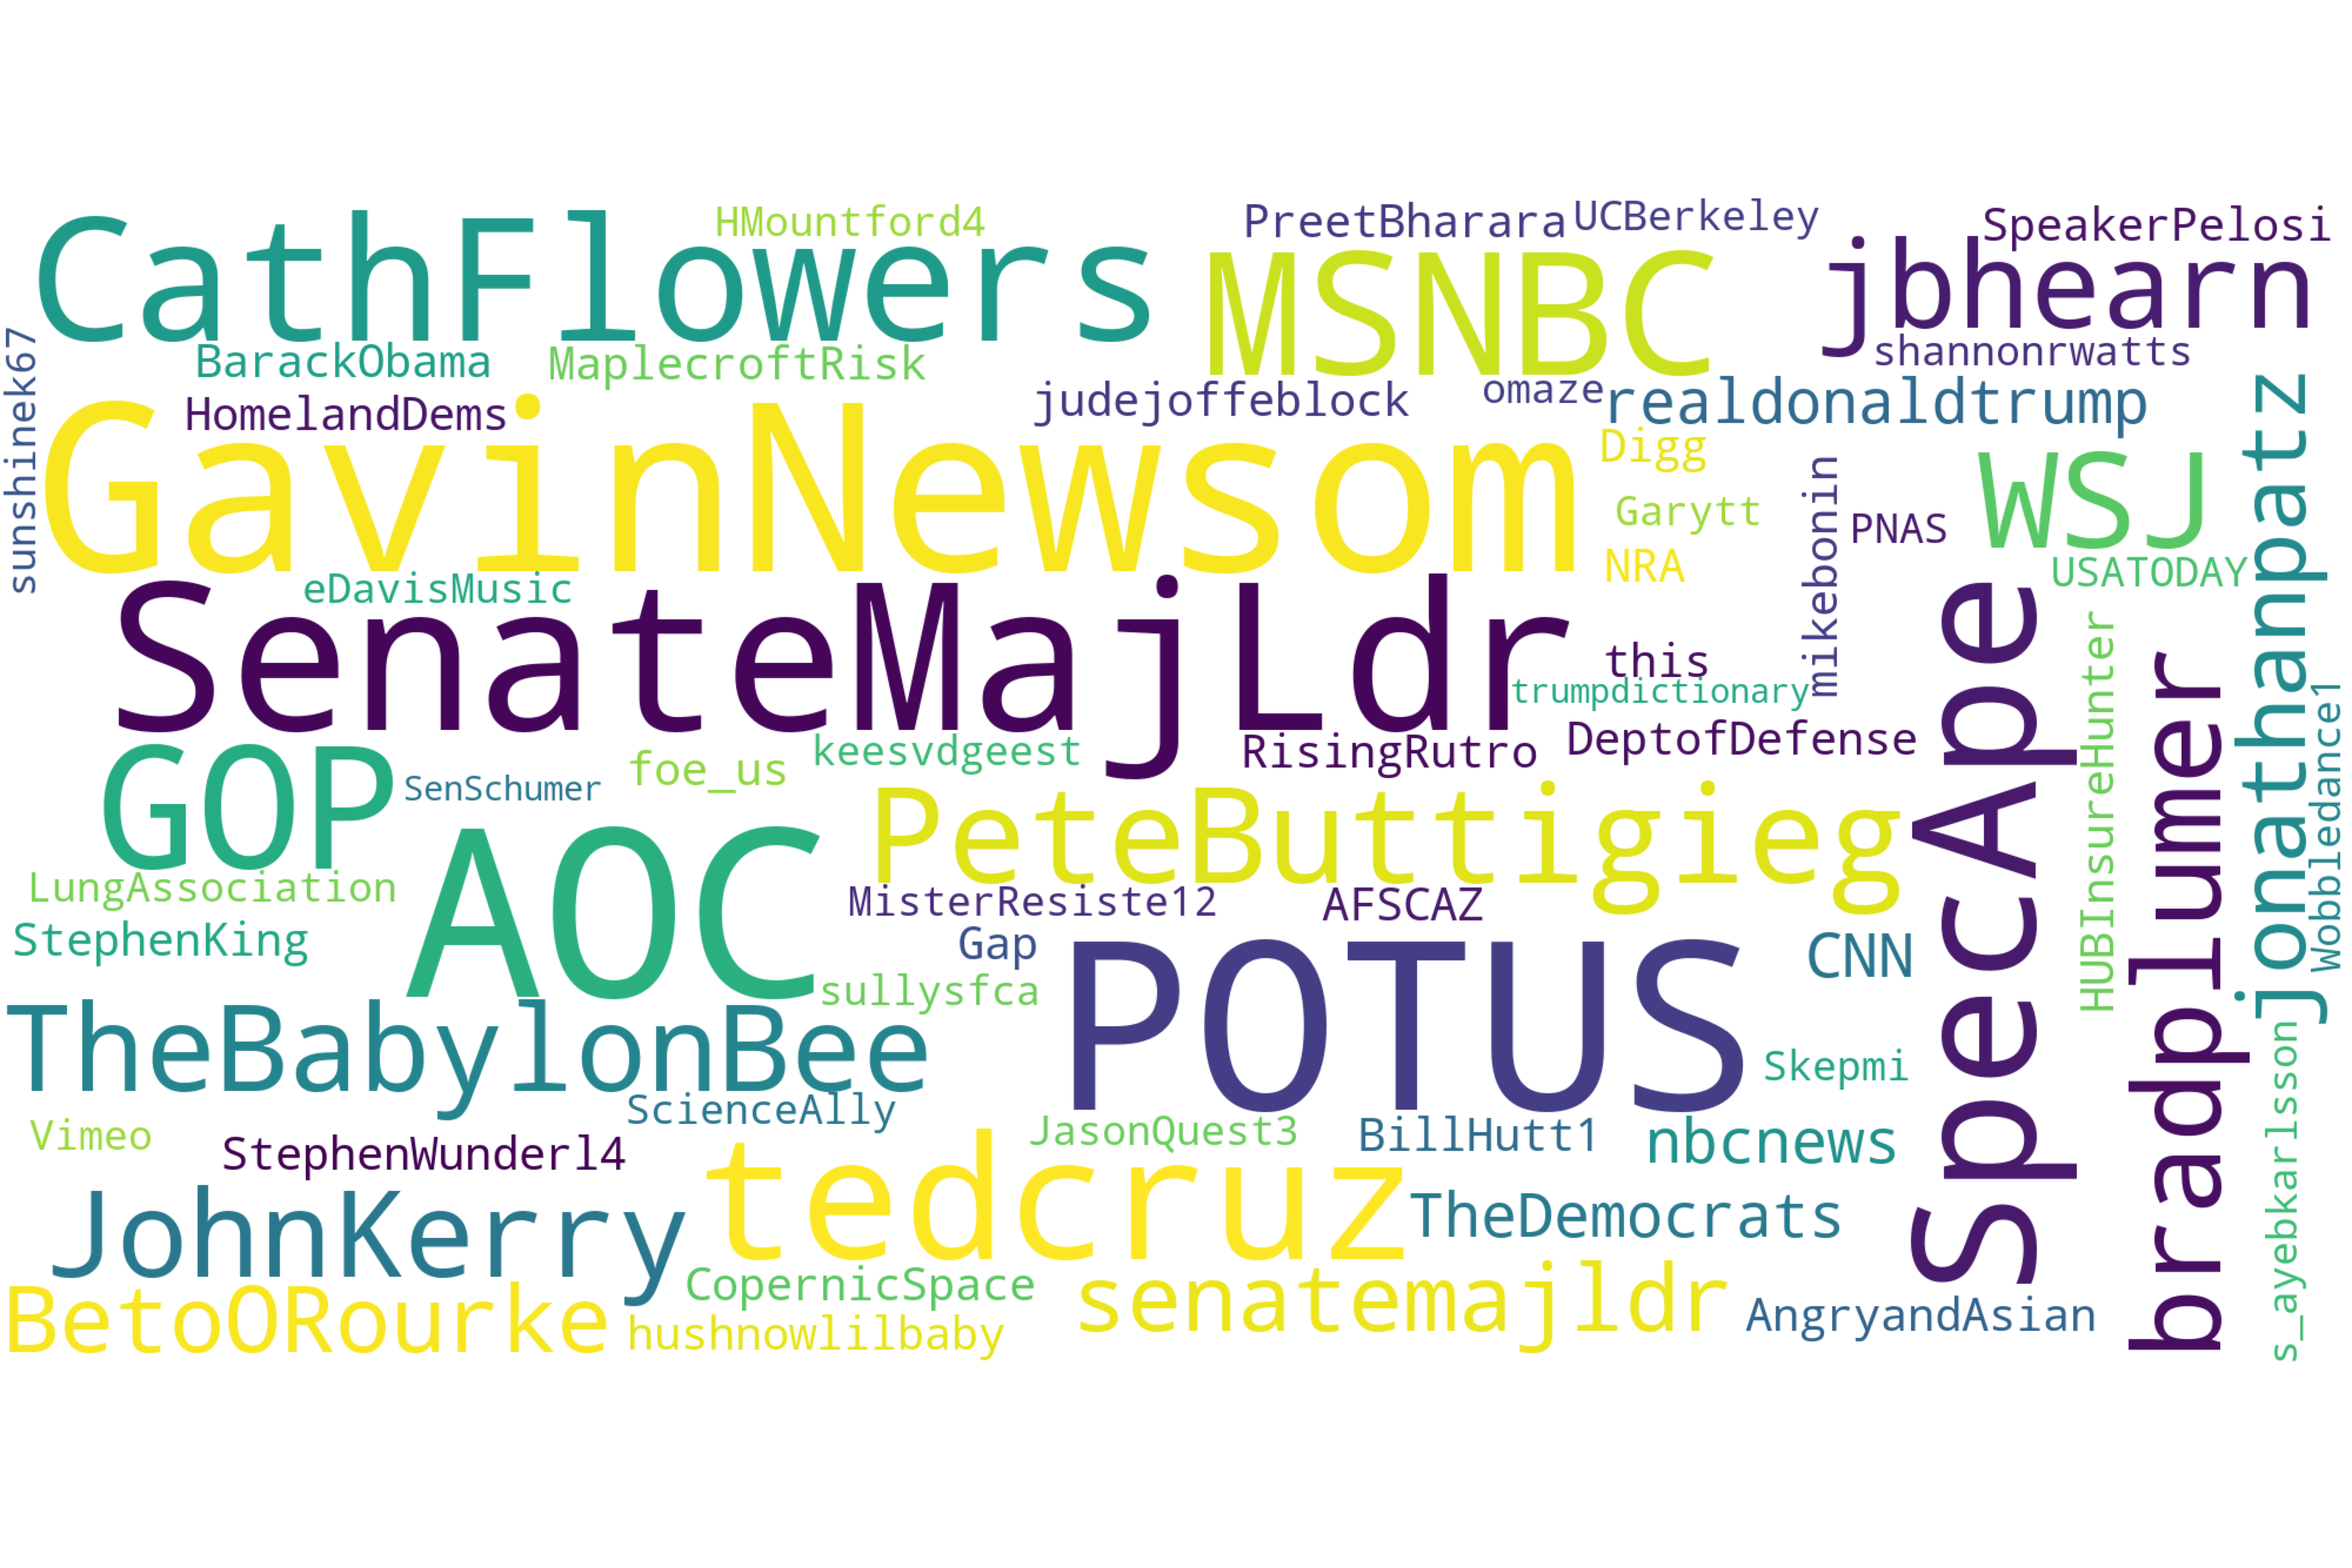 HMountford4
PreetBharara
UCBerkeley
SpeakerPelosi
CathFlowers
MSNBC
jbhearn
BarackObama
MaplecroftRisk
shannonrwatts
sunshinek67
HomelandDems
judejoffeblock
omaze
realdonaldtrump
jonathanpatz
GavinNewsom
Digg
Garytt
mikebonin
PNAS
WSJ
NRA
USATODAY
eDavisMusic
SenateMajLdr
this
trumpdictionary
HUBInsureHunter
SpecApe
bradplumer
Wobbledance1
GOP
SenSchumer
foe_us
keesvdgeest
RisingRutro
DeptofDefense
AOC
PeteButtigieg
LungAssociation
MisterResiste12
AFSCAZ
StephenKing
Gap
POTUS
CNN
sullysfca
TheBabylonBee
Skepmi
s_ayebkarlsson
ScienceAlly
Vimeo
StephenWunderl4
JasonQuest3
BillHutt1
nbcnews
tedcruz
JohnKerry
TheDemocrats
CopernicSpace
senatemajldr
BetoORourke
hushnowlilbaby
AngryandAsian